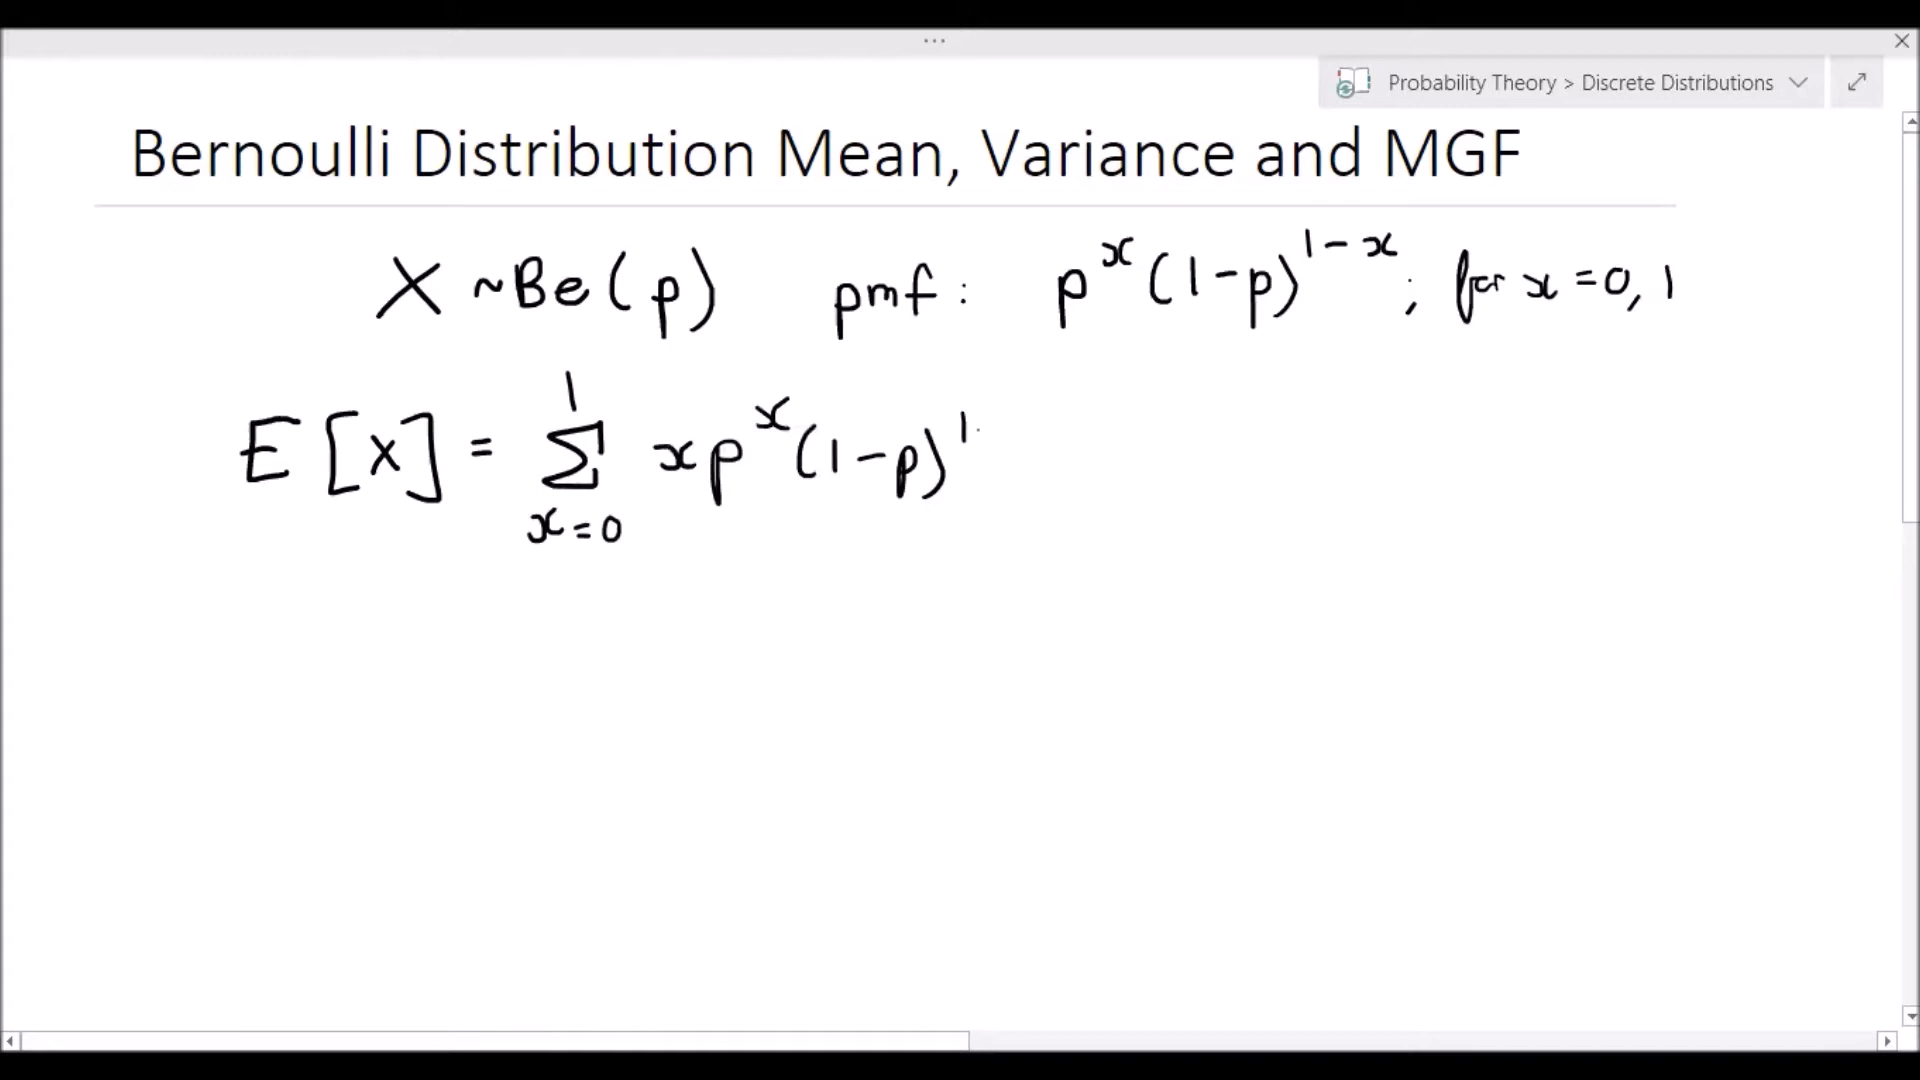 Probability Theory > Discrete Distributions
Bernoulli Distribution Mean, Variance and MGF
X ~ Be(p) pmf : p^x (1-p)^{1-x} ; for x = 0, 1
E[X] = \sum_{x=0}^{1} x p^x (1-p)^1